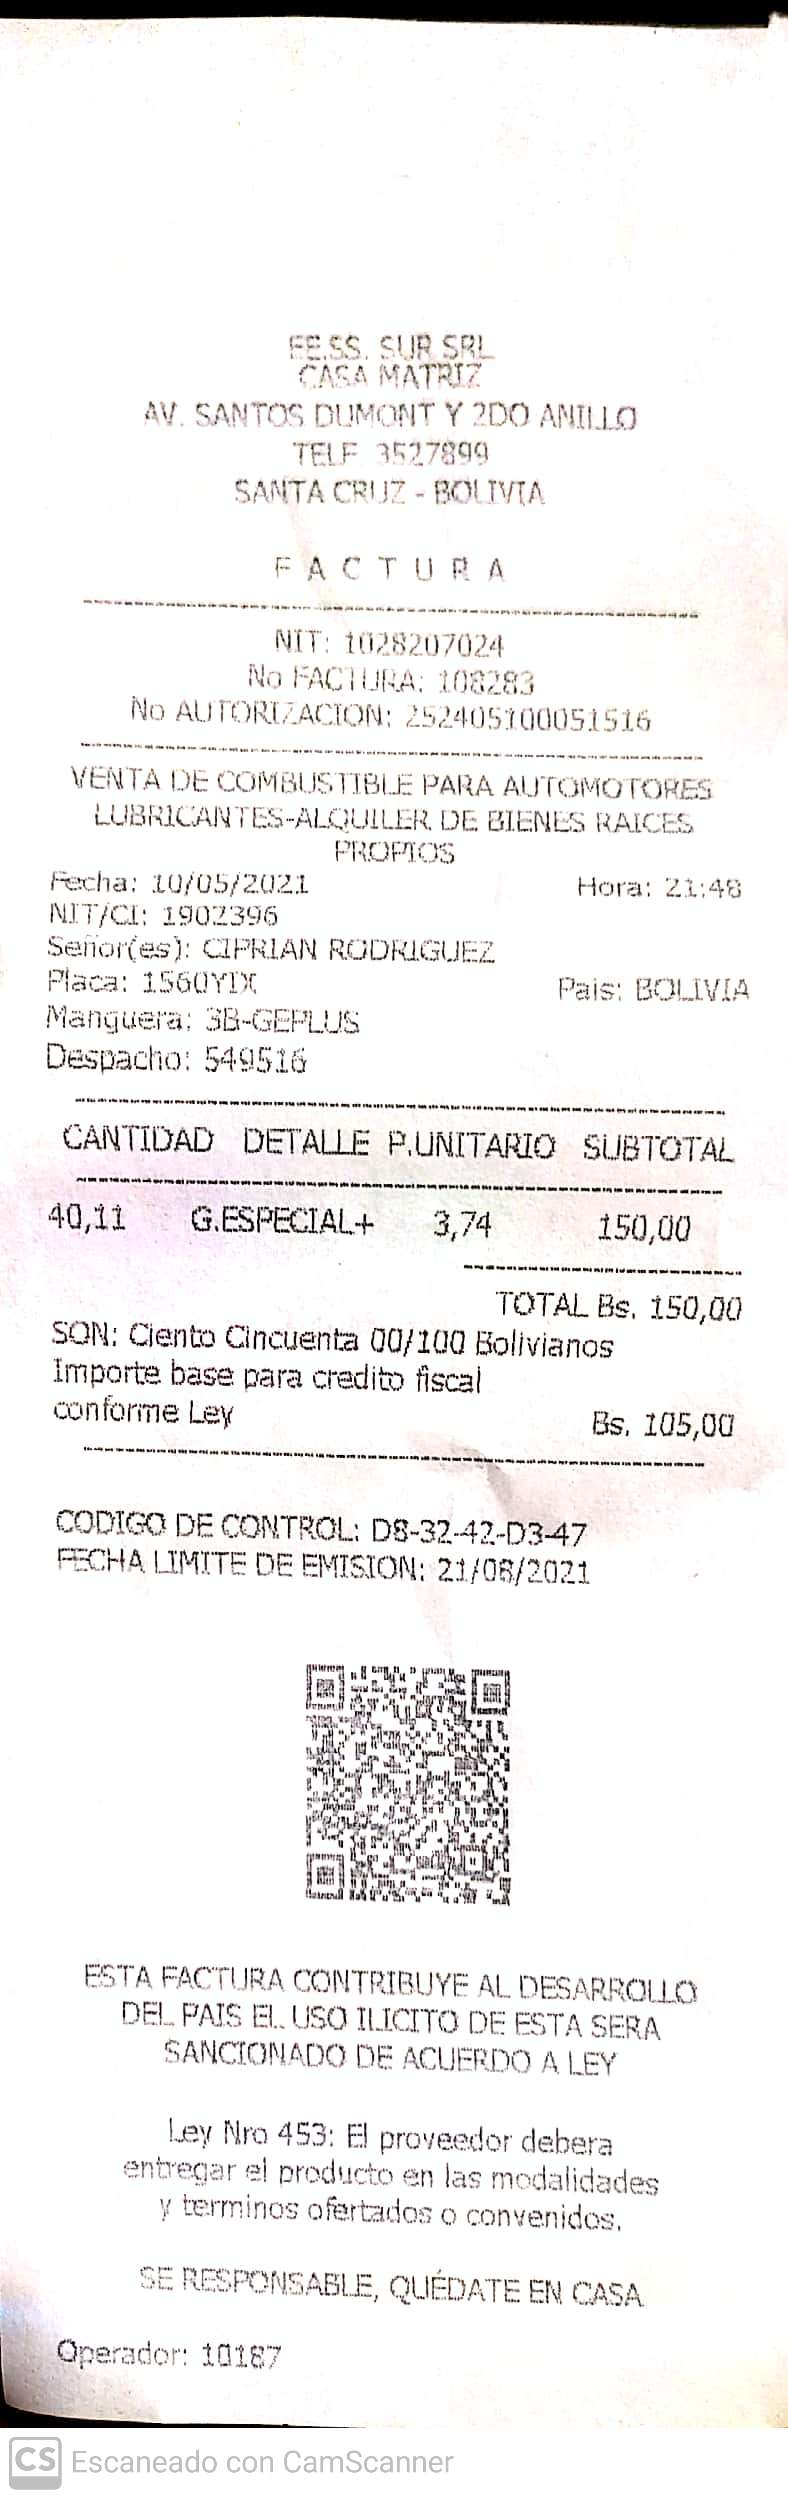 EE.SS. SUR SRL
CASA MATRIZ
AV. SANTOS DUMONT Y 2DO ANILLO
TELF. 3527899
SANTA CRUZ - BOLIVIA
FACTURA
NIT: 1028207024
No FACTURA: 108283
No AUTORIZACION: 252405100051516
VENTA DE COMBUSTIBLE PARA AUTOMOTORES
LUBRICANTES-ALQUILER DE BIENES RAICES
PROPIOS
Fecha: 10/05/2021 Hora: 21:48
NIT/CI: 1902396
Señor(es): CIPRIAN RODRIGUEZ
Placa: 1560YIX Pais: BOLIVIA
Manguera: 3B-GEPLUS
Despacho: 549516
CANTIDAD DETALLE P.UNITARIO SUBTOTAL
40,11 G.ESPECIAL+ 3,74 150,00
TOTAL Bs. 150,00
SON: Ciento Cincuenta 00/100 Bolivianos
Importe base para credito fiscal
conforme Ley Bs. 105,00
CODIGO DE CONTROL: D8-32-42-D3-47
FECHA LIMITE DE EMISION: 21/08/2021
ESTA FACTURA CONTRIBUYE AL DESARROLLO
DEL PAIS EL USO ILICITO DE ESTA SERA
SANCIONADO DE ACUERDO A LEY
Ley Nro 453: El proveedor debera
entregar el producto en las modalidades
y terminos ofertados o convenidos.
SE RESPONSABLE, QUÉDATE EN CASA
Operador: 10187
CS Escaneado con CamScanner